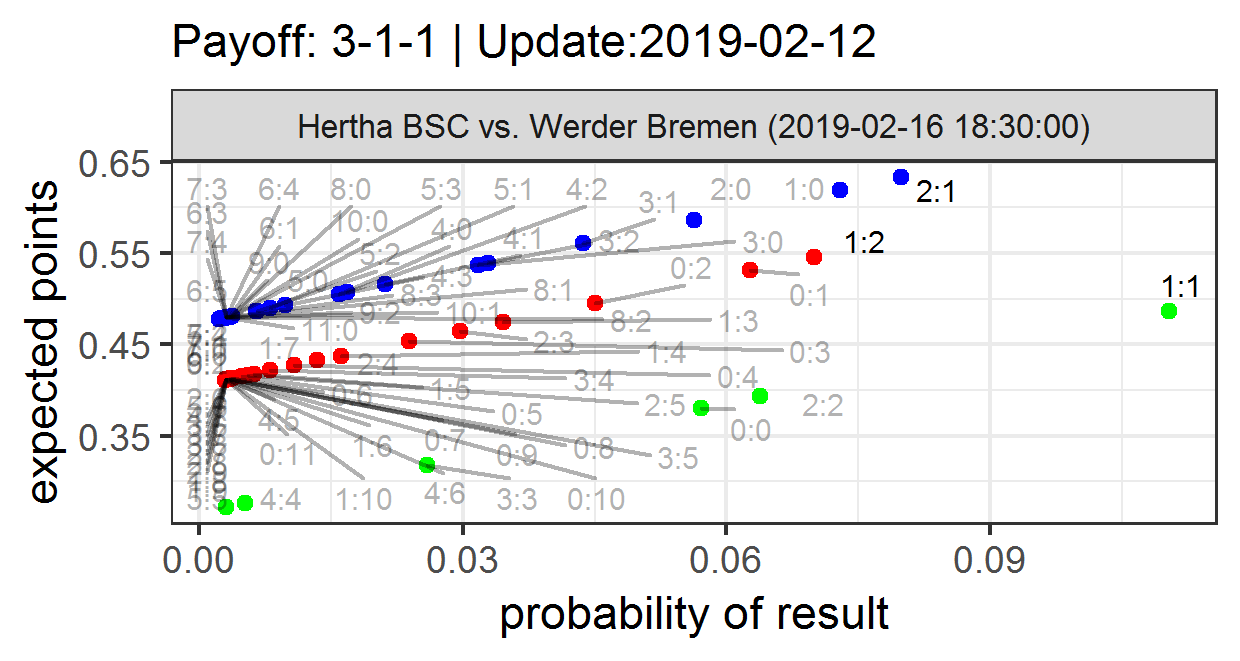 Payoff: 3-1-1 | Update:2019-02-12
Hertha BSC vs. Werder Bremen (2019-02-16 18:30:00)
expected points
0.65
0.55
0.45
0.35
7:3 6:4 8:0 5:3 5:1 4:2 2:0 1:0
2:1
6:3 3:1
6:1 10:0 4:0
7:4 4:1 3:2 3:0 1:2
9:0 5:2
5:0 4:3 0:2
6:5 8:3 8:1 0:1 1:1
9:2 10:1
11:0 8:2 1:3
1:7 2:3 1:4 0:3
2:4
1:5 3:4 0:4
0:6 2:5 2:2
4:5 0:5
0:0
1:6 0:7 0:8
0:11 0:9 3:5
4:4 1:10 4:6 3:3 0:10
5:5
0.00 0.03 0.06 0.09
probability of result